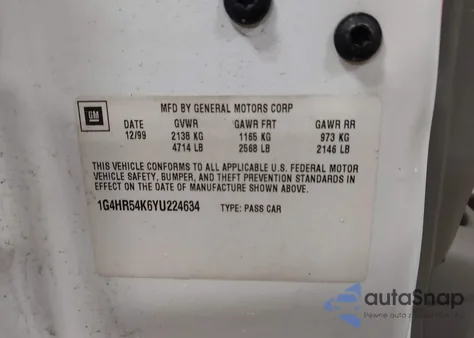 GM
MFD BY GENERAL MOTORS CORP
DATE GVWR GAWR FRT GAWR RR
12/99 2138 KG 1165 KG 973 KG
4714 LB 2568 LB 2146 LB
THIS VEHICLE CONFORMS TO ALL APPLICABLE U.S. FEDERAL MOTOR
VEHICLE SAFETY, BUMPER, AND THEFT PREVENTION STANDARDS IN
EFFECT ON THE DATE OF MANUFACTURE SHOWN ABOVE.
1G4HR54K6YU224634 TYPE: PASS CAR
autoSnap
Pewne auto